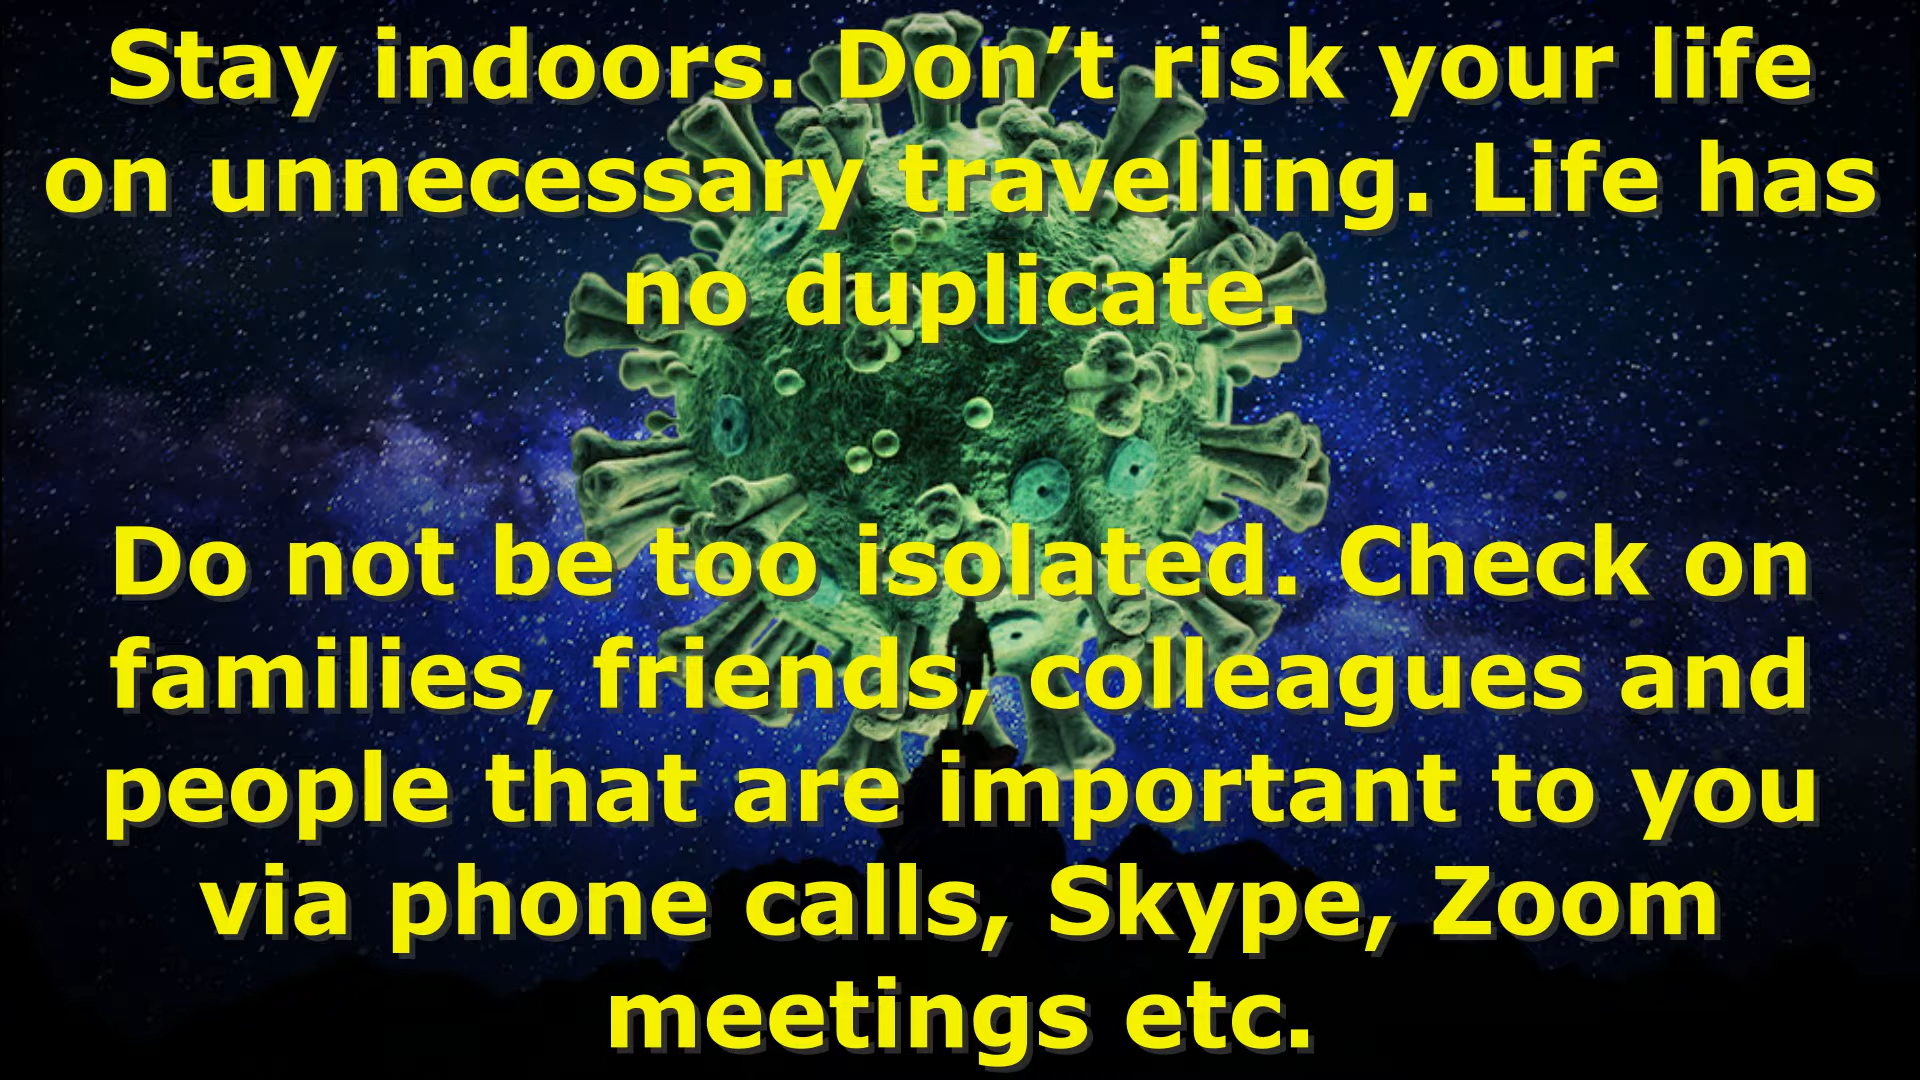 Stay indoors. Don’t risk your life
on unnecessary travelling. Life has
no duplicate.
Do not be too isolated. Check on
families, friends, colleagues and
people that are important to you
via phone calls, Skype, Zoom
meetings etc.